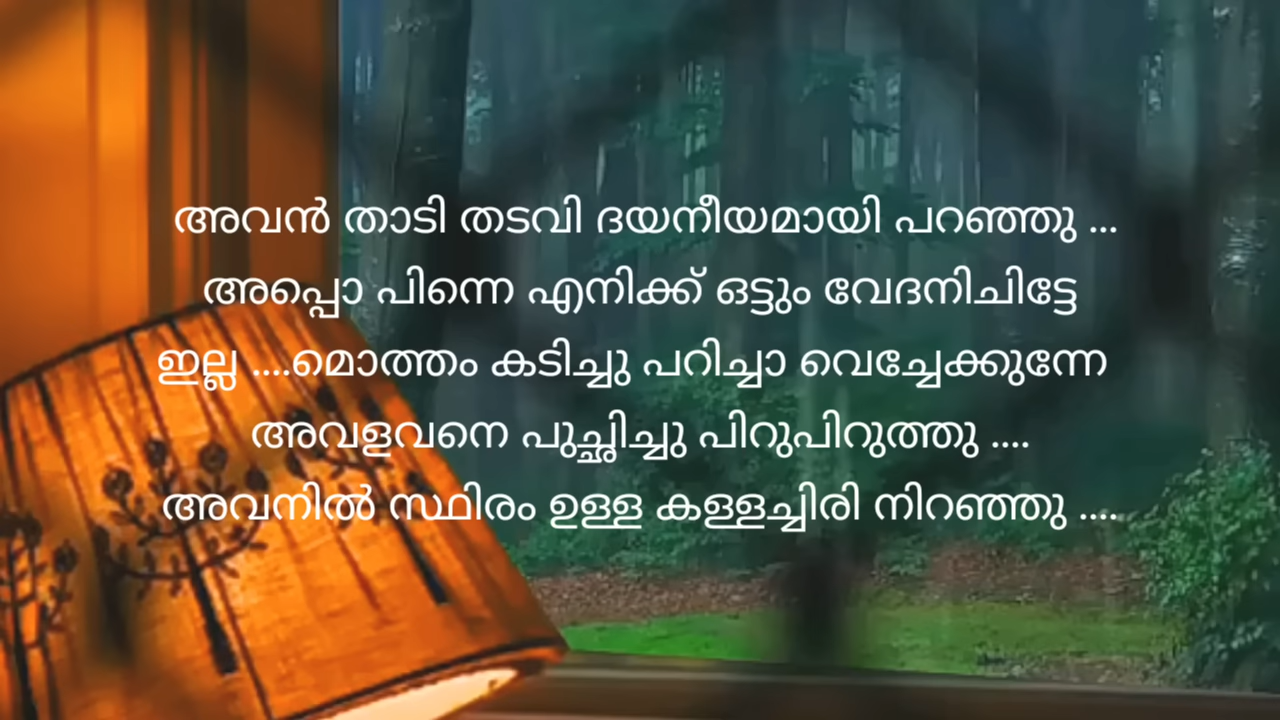 അവൻ താടി തടവി ദയനീയമായി പറഞ്ഞു ...
അപ്പൊ പിന്നെ എനിക്ക് ഒട്ടും വേദനിചിട്ടേ
ഇല്ല ....മൊത്തം കടിച്ചു പറിച്ചാ വെച്ചേക്കുന്നേ
അവളവനെ പുച്ഛിച്ചു പിറുപിറുത്തു ....
അവനിൽ സ്ഥിരം ഉള്ള കള്ളച്ചിരി നിറഞ്ഞു ....